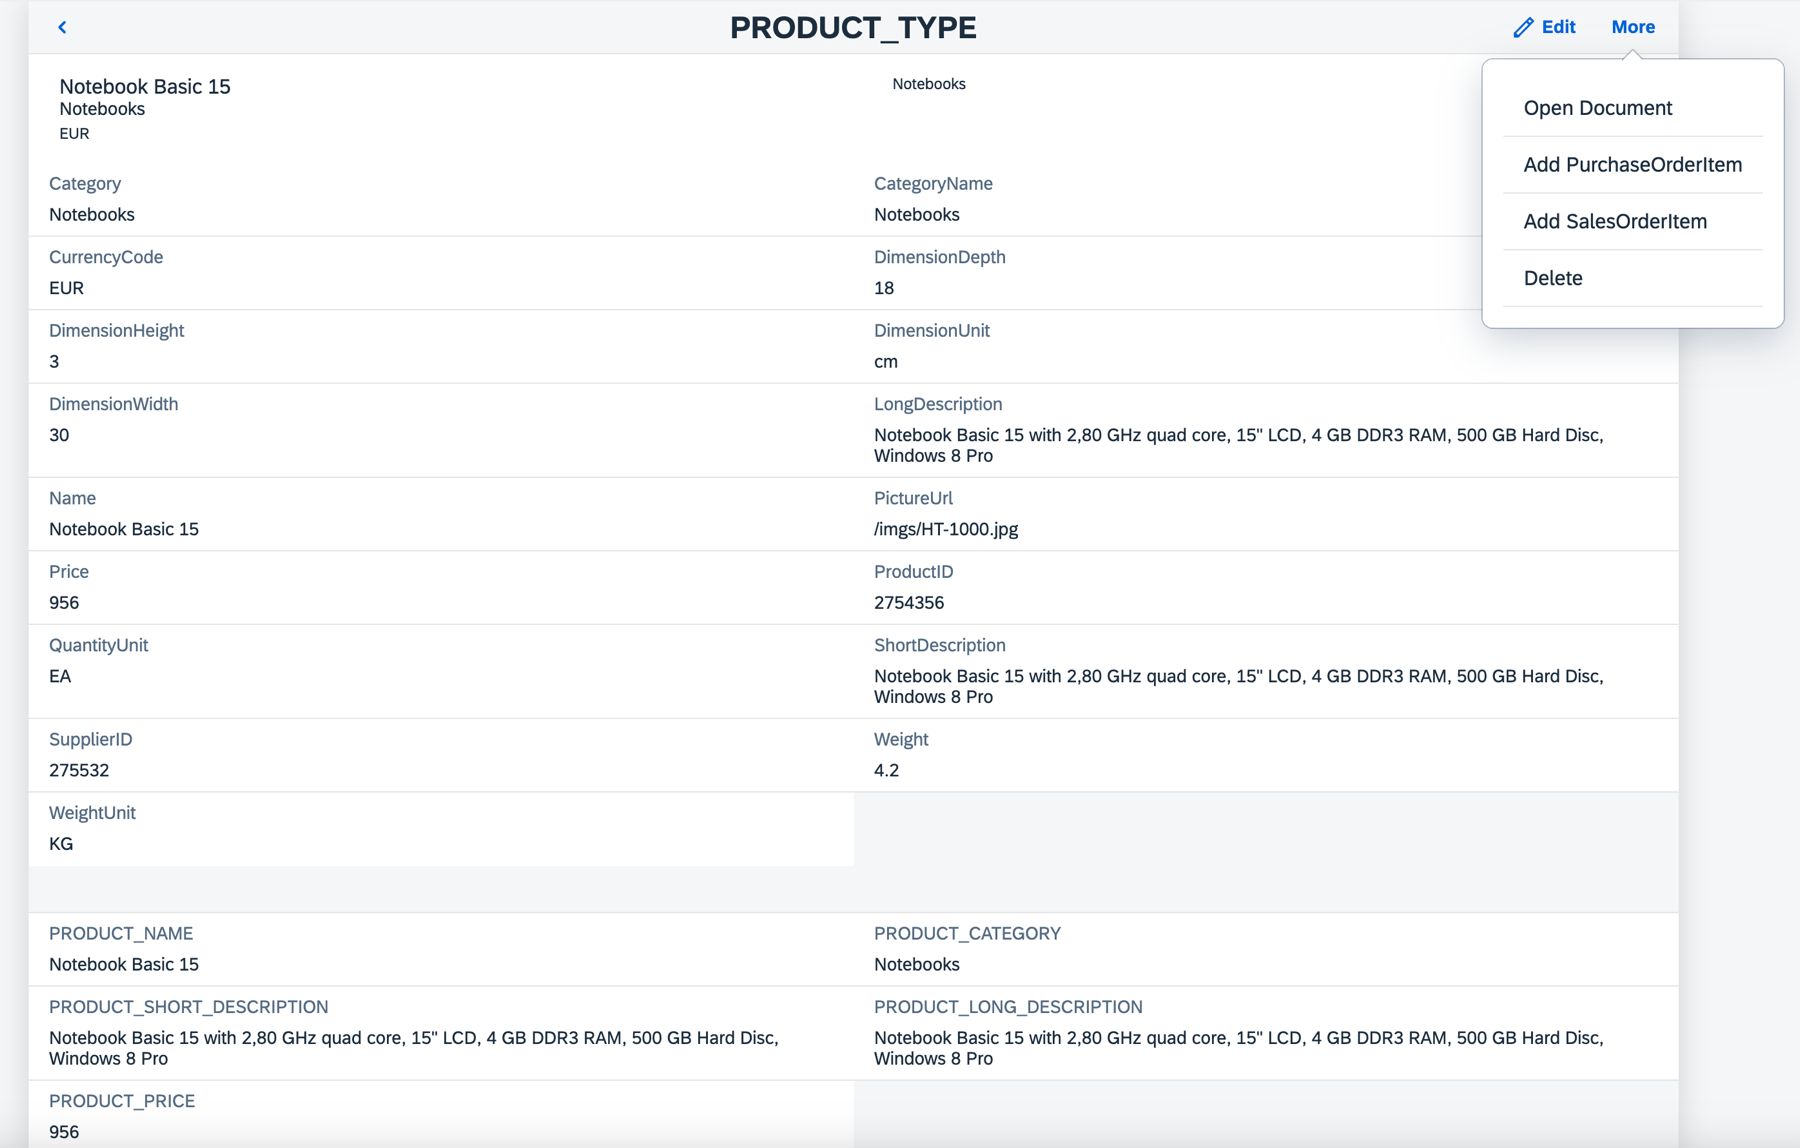 PRODUCT_TYPE
Edit
More
Open Document
Add PurchaseOrderItem
Add SalesOrderItem
Delete
Notebook Basic 15
Notebooks
EUR
Notebooks
Category
Notebooks
CategoryName
Notebooks
CurrencyCode
EUR
DimensionDepth
18
DimensionHeight
3
DimensionUnit
cm
DimensionWidth
30
LongDescription
Notebook Basic 15 with 2,80 GHz quad core, 15" LCD, 4 GB DDR3 RAM, 500 GB Hard Disc,
Windows 8 Pro
Name
Notebook Basic 15
PictureUrl
/imgs/HT-1000.jpg
Price
956
ProductID
2754356
QuantityUnit
EA
ShortDescription
Notebook Basic 15 with 2,80 GHz quad core, 15" LCD, 4 GB DDR3 RAM, 500 GB Hard Disc,
Windows 8 Pro
SupplierID
275532
Weight
4.2
WeightUnit
KG
PRODUCT_NAME
Notebook Basic 15
PRODUCT_CATEGORY
Notebooks
PRODUCT_SHORT_DESCRIPTION
Notebook Basic 15 with 2,80 GHz quad core, 15" LCD, 4 GB DDR3 RAM, 500 GB Hard Disc,
Windows 8 Pro
PRODUCT_LONG_DESCRIPTION
Notebook Basic 15 with 2,80 GHz quad core, 15" LCD, 4 GB DDR3 RAM, 500 GB Hard Disc,
Windows 8 Pro
PRODUCT_PRICE
956